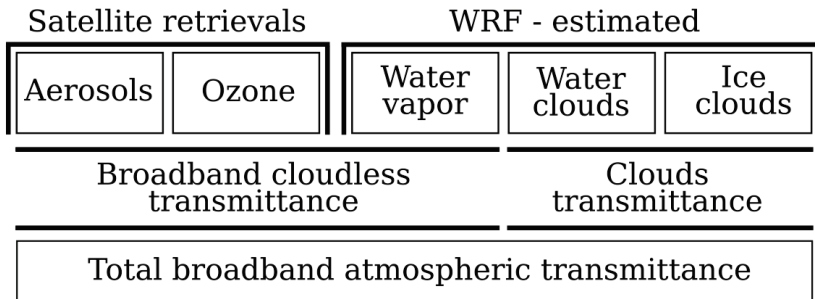 Satellite retrievals
WRF - estimated
Aerosols
Ozone
Water
vapor
Water
clouds
Ice
clouds
Broadband cloudless
transmittance
Clouds
transmittance
Total broadband atmospheric transmittance